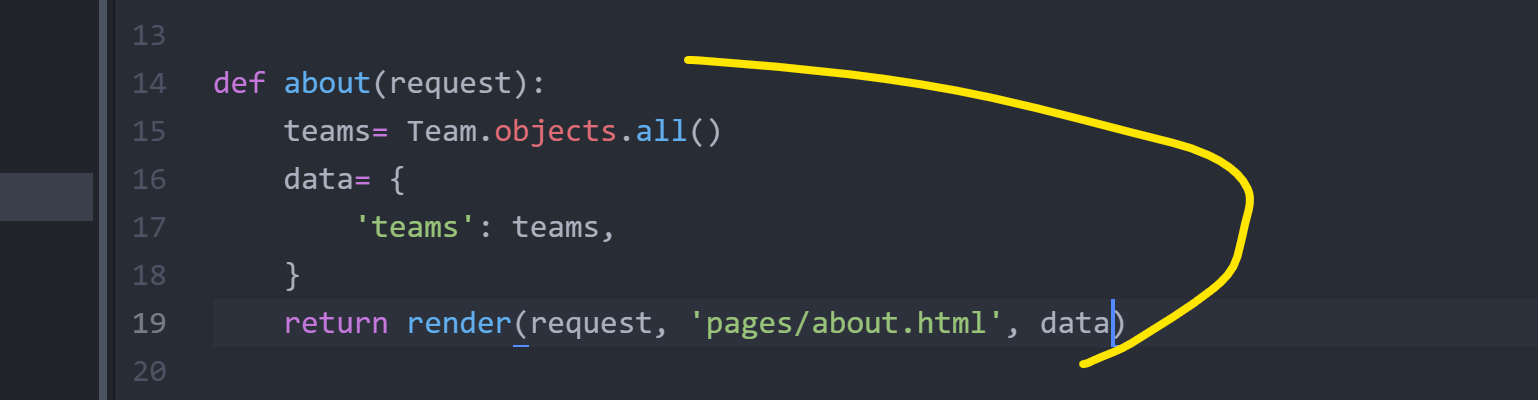 13
14 def about(request):
15     teams= Team.objects.all()
16     data= {
17         'teams': teams,
18     }
19     return render(request, 'pages/about.html', data)
20